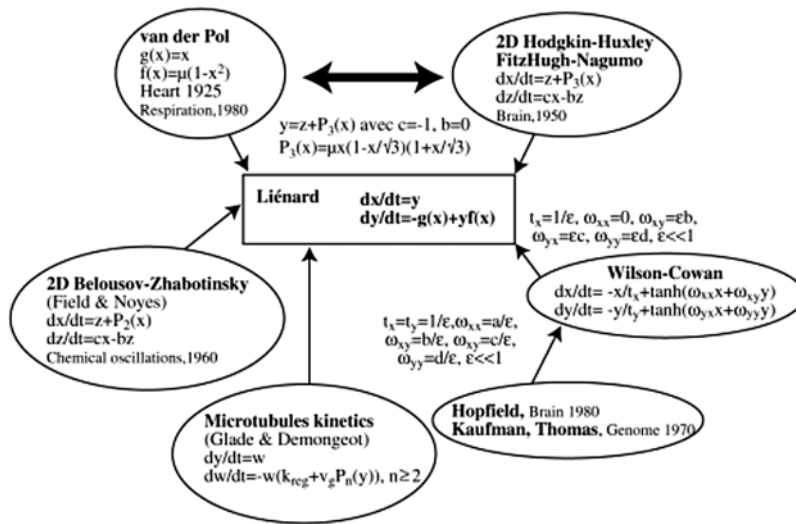 van der Pol
g(x)=x
f(x)=μ(1-x²)
Heart 1925
Respiration,1980
2D Hodgkin-Huxley
FitzHugh-Nagumo
dx/dt=z+P₃(x)
dz/dt=cx-bz
Brain,1950
y=z+P₃(x) avec c=-1, b=0
P₃(x)=μx(1-x/√3)(1+x/√3)
Liénard dx/dt=y
dy/dt=-g(x)+yf(x)
tₓ=1/ε, ωₓₓ=0, ωₓᵧ=εb,
ωᵧₓ=εc, ωᵧᵧ=εd, ε<<1
2D Belousov-Zhabotinsky
(Field & Noyes)
dx/dt=z+P₂(x)
dz/dt=cx-bz
Chemical oscillations,1960
Wilson-Cowan
dx/dt= -x/tₓ+tanh(ωₓₓx+ωₓᵧy)
dy/dt= -y/tᵧ+tanh(ωᵧₓx+ωᵧᵧy)
tₓ=tᵧ=1/ε,ωₓₓ=a/ε,
ωₓᵧ=b/ε, ωₓᵧ=c/ε,
ωᵧᵧ=d/ε, ε<<1
Microtubules kinetics
(Glade & Demongeot)
dy/dt=w
dw/dt=-w(k_reg+v_gPₙ(y)), n≥2
Hopfield, Brain 1980
Kaufman, Thomas, Genome 1970